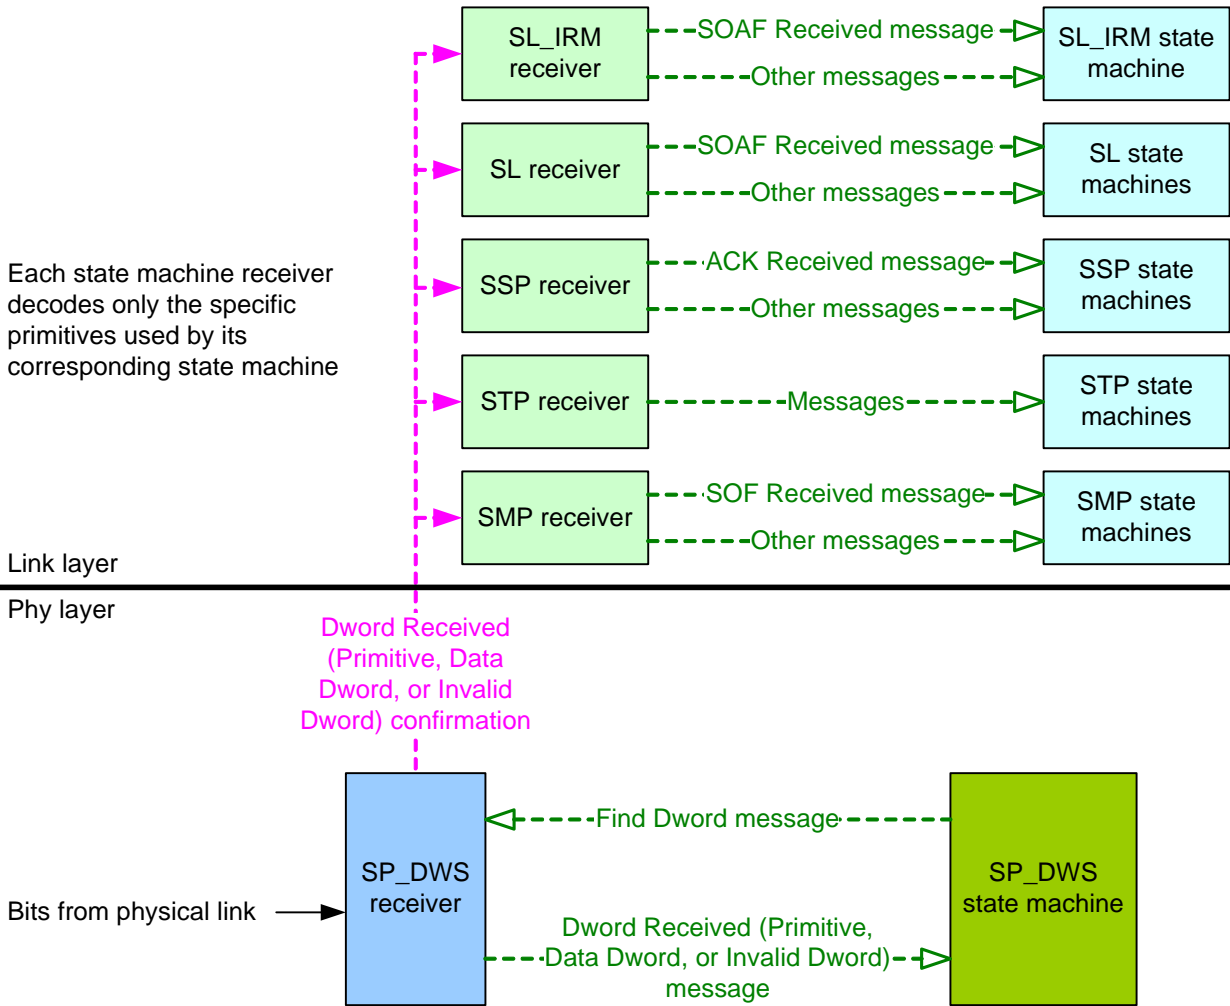 SL_IRM
receiver
SOAF Received message
Other messages
SL_IRM state
machine
SL receiver
SOAF Received message
Other messages
SL state
machines
Each state machine receiver
decodes only the specific
primitives used by its
corresponding state machine
SSP receiver
ACK Received message
Other messages
SSP state
machines
STP receiver
Messages
STP state
machines
SMP receiver
SOF Received message
Other messages
SMP state
machines
Link layer
Phy layer
Dword Received
(Primitive, Data
Dword, or Invalid
Dword) confirmation
Bits from physical link
SP_DWS
receiver
Find Dword message
Dword Received (Primitive,
Data Dword, or Invalid Dword)
message
SP_DWS
state machine